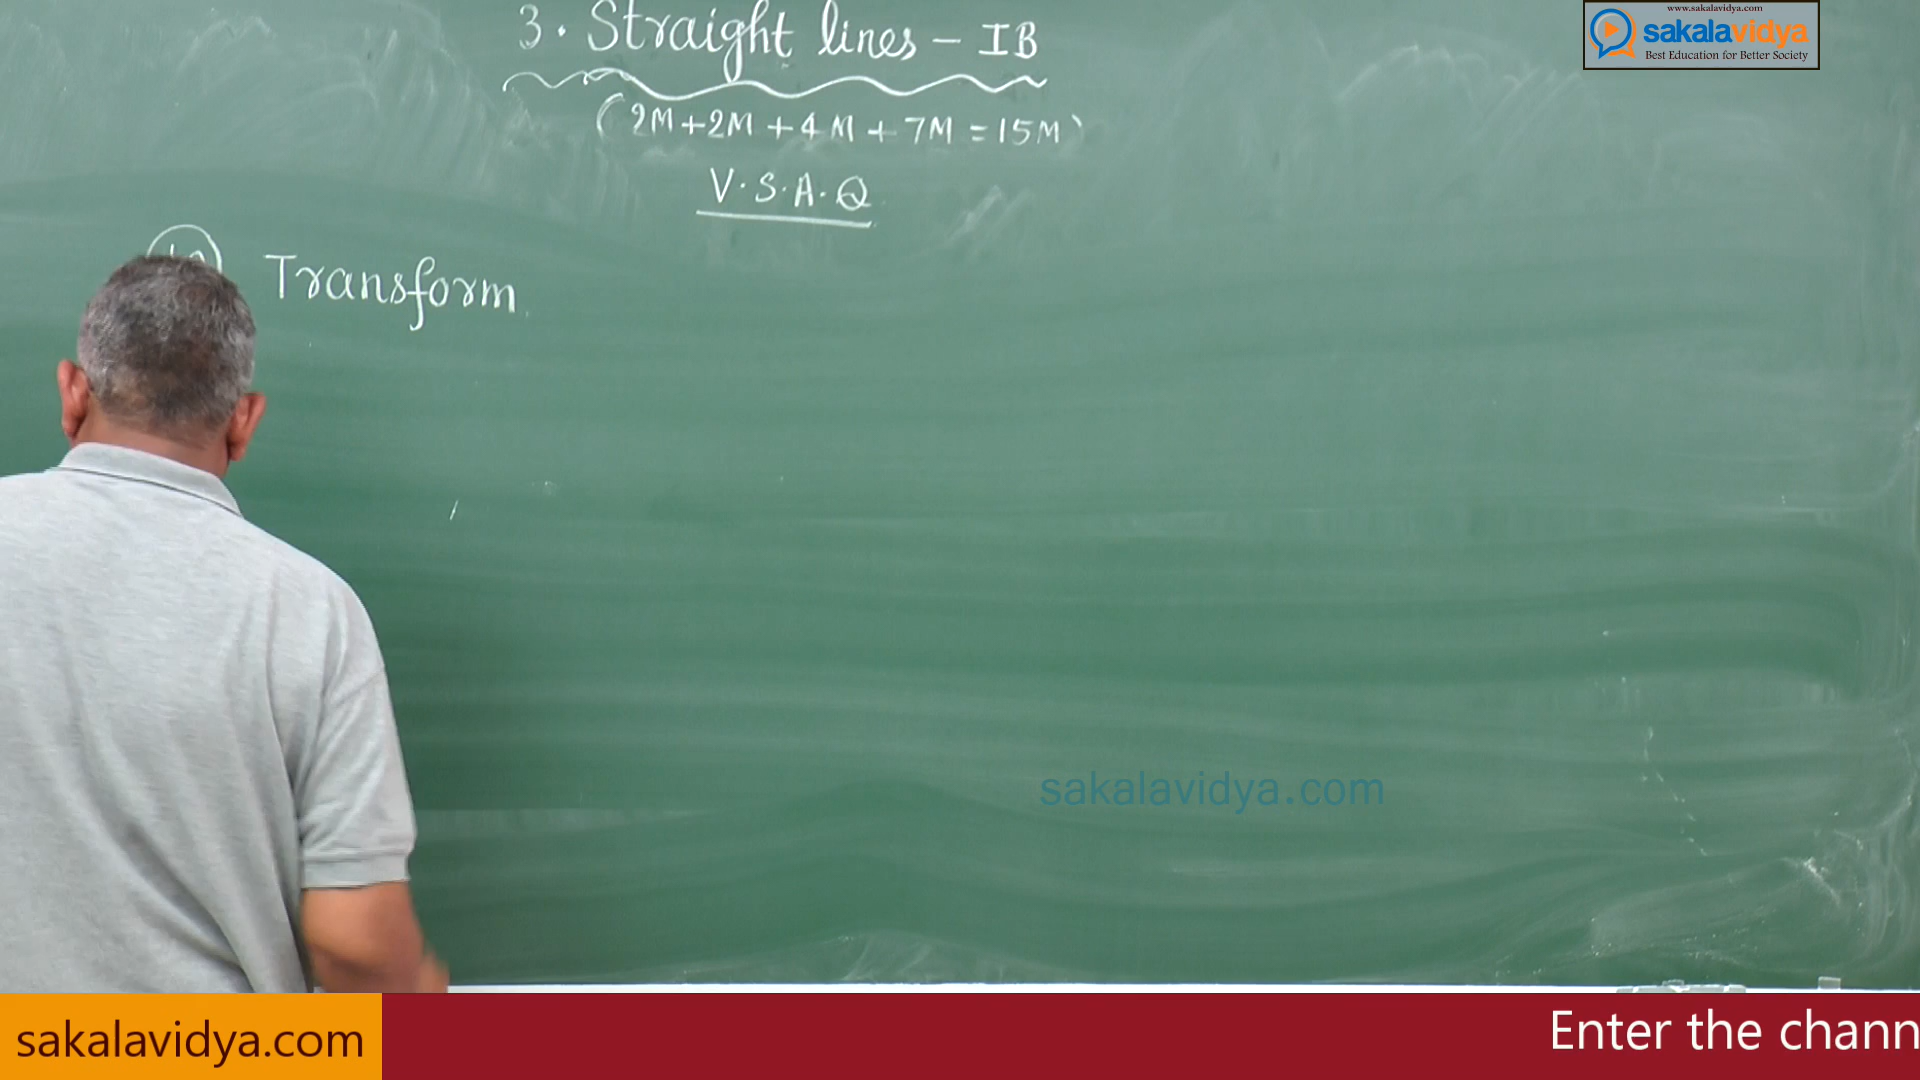 www.sakalavidya.com
sakalavidya
Best Education for Better Society
3. Straight lines - IB
(2M+2M+4M+7M=15M)
V.S.A.Q
Transform
sakalavidya.com
sakalavidya.com
Enter the chann